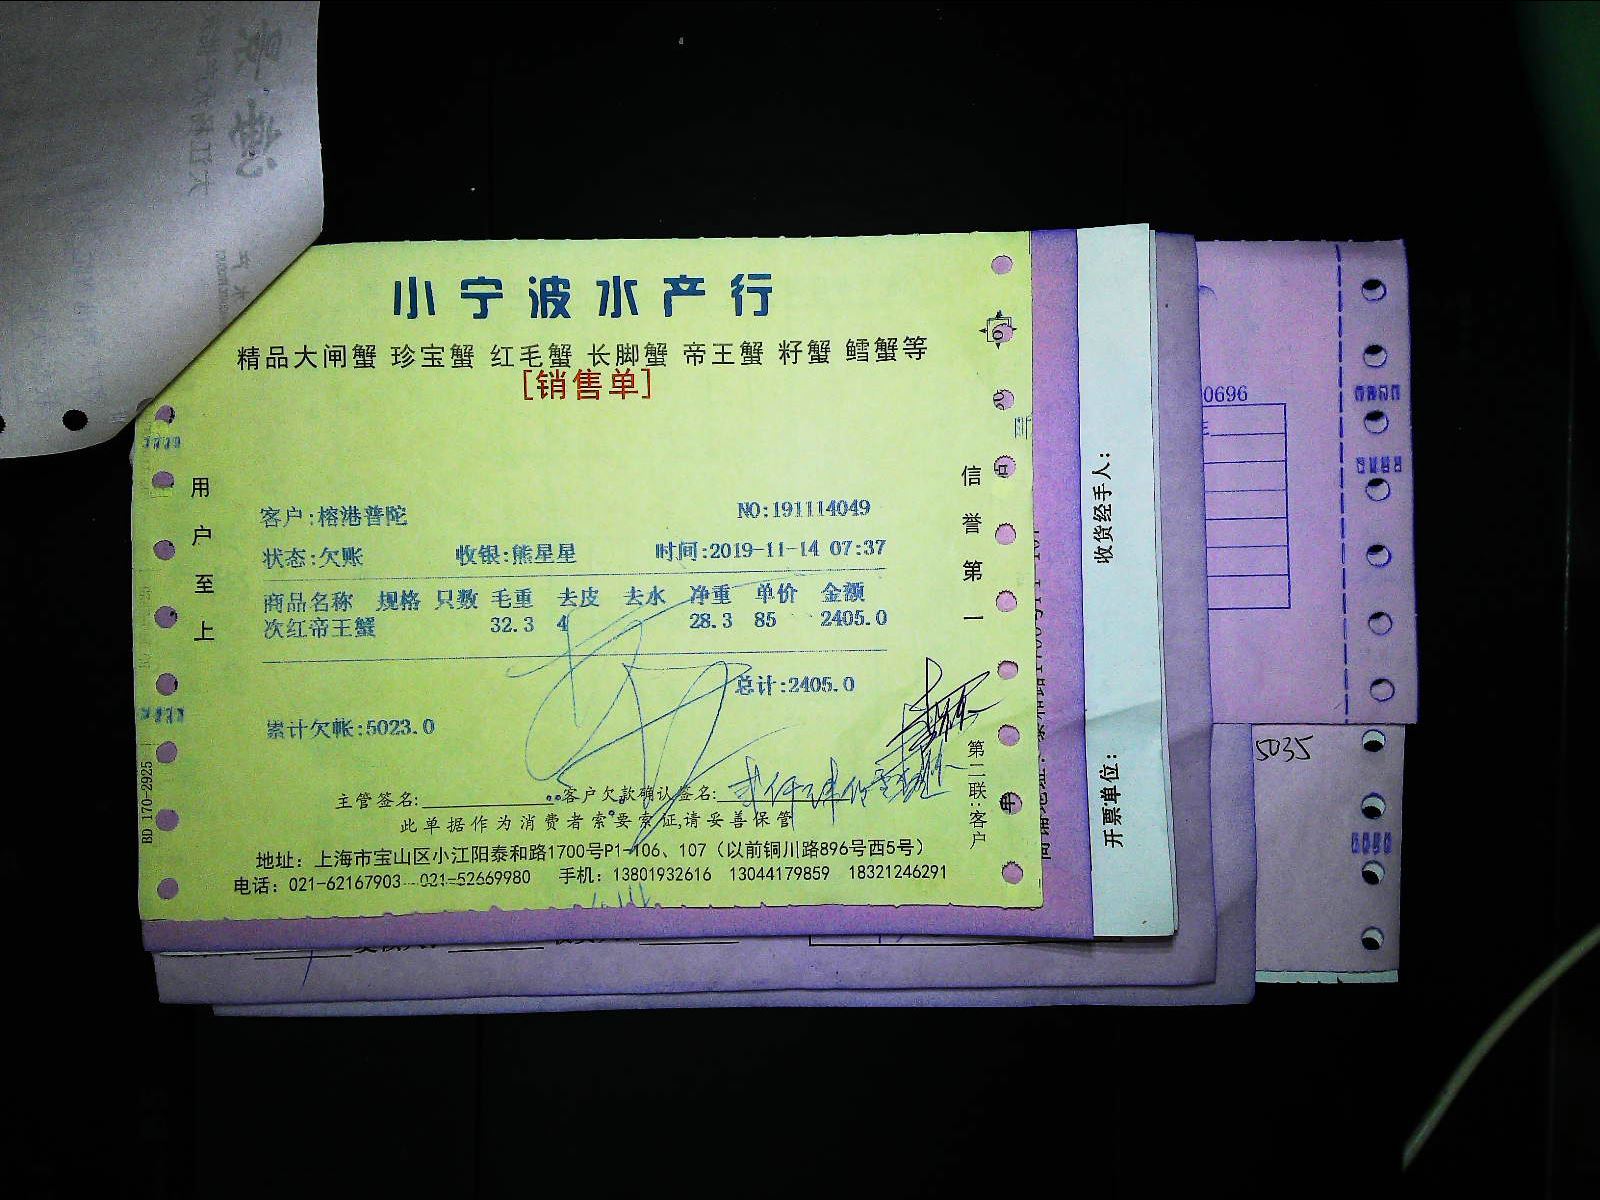 小宁波水产行
精品大闸蟹 珍宝蟹 红毛蟹 长脚蟹 帝王蟹 籽蟹 鳕蟹等
[销售单]
用户至上
信誉第一
客户:榕港普陀 NO:191114049
状态:欠账 收银:熊星星 时间:2019-11-14 07:37
商品名称 规格 只数 毛重 去皮 去水 净重 单价 金额
次红帝王蟹 32.3 4 28.3 85 2405.0
总计:2405.0
累计欠帐:5023.0
主管签名: 客户欠款确认签名:
此单据作为消费者索要索证,请妥善保管
地址：上海市宝山区小江阳泰和路1700号P1-106、107（以前铜川路896号西5号）
电话：021-62167903 021-52669980 手机：13801932616 13044179859 18321246291
第二联:客户
BD 170-2925
收货经手人：
开票单位：
0696
5035